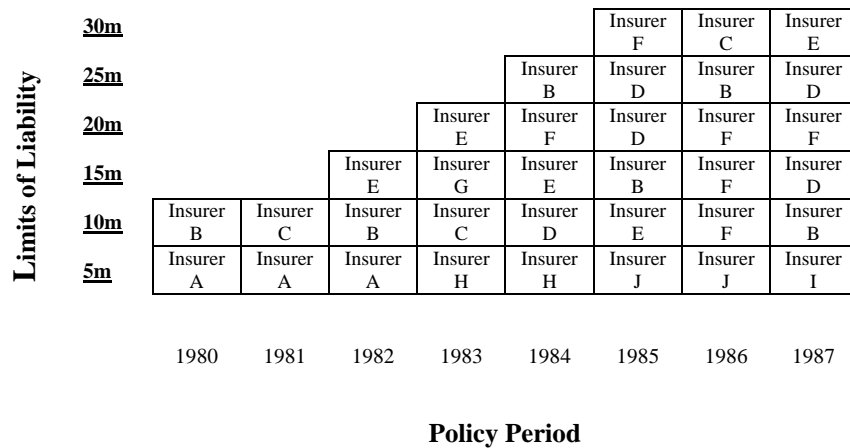 30m
Insurer Insurer Insurer
F C E
25m
Insurer Insurer Insurer Insurer
B D B D
20m
Insurer Insurer Insurer Insurer Insurer
E F D F F
15m
Insurer Insurer Insurer Insurer Insurer Insurer
E G E B F D
10m
Insurer Insurer Insurer Insurer Insurer Insurer Insurer Insurer
B C B C D E F B
5m
Insurer Insurer Insurer Insurer Insurer Insurer Insurer Insurer
A A A H H J J I
Limits of Liability
1980 1981 1982 1983 1984 1985 1986 1987
Policy Period